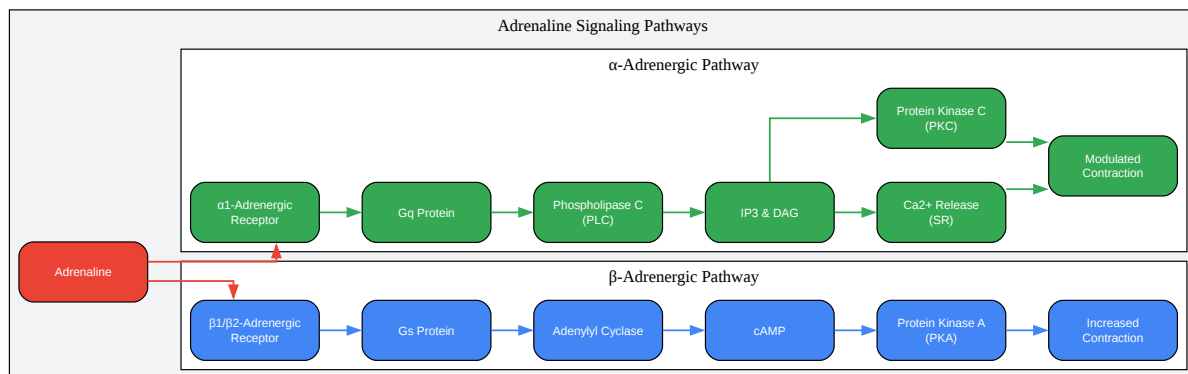 Adrenaline Signaling Pathways
α-Adrenergic Pathway
Protein Kinase C
(PKC)
Modulated
Contraction
α1-Adrenergic
Receptor
Gq Protein
Phospholipase C
(PLC)
IP3 & DAG
Ca2+ Release
(SR)
Adrenaline
β-Adrenergic Pathway
β1/β2-Adrenergic
Receptor
Gs Protein
Adenylyl Cyclase
cAMP
Protein Kinase A
(PKA)
Increased
Contraction